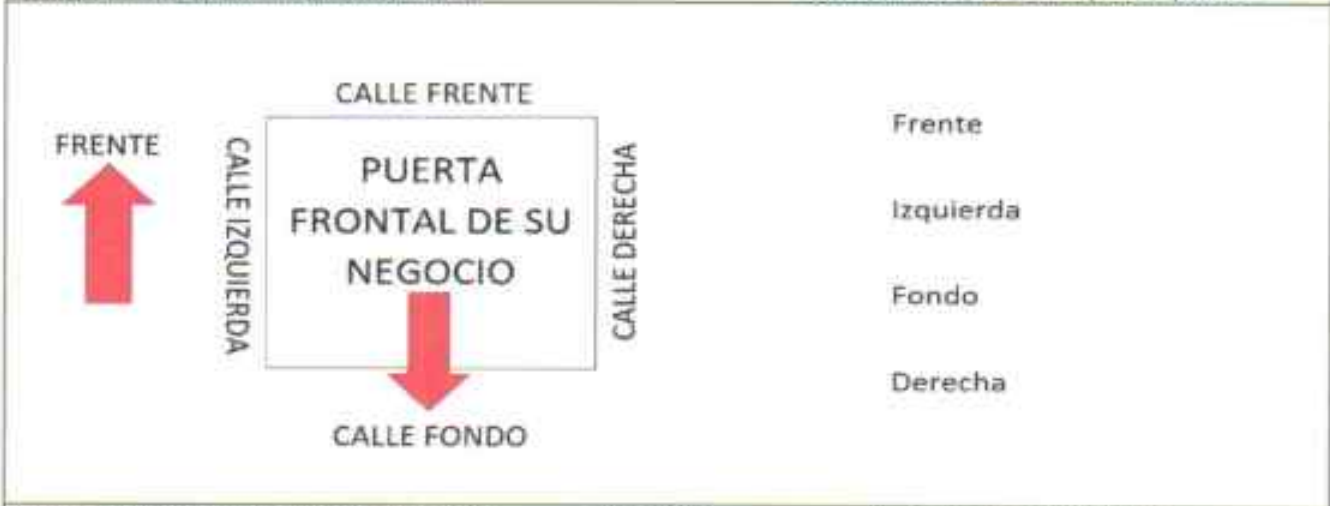 CALLE FRENTE
FRENTE
CALLE IZQUIERDA
PUERTA
FRONTAL DE SU
NEGOCIO
CALLE DERECHA
CALLE FONDO
Frente
Izquierda
Fondo
Derecha